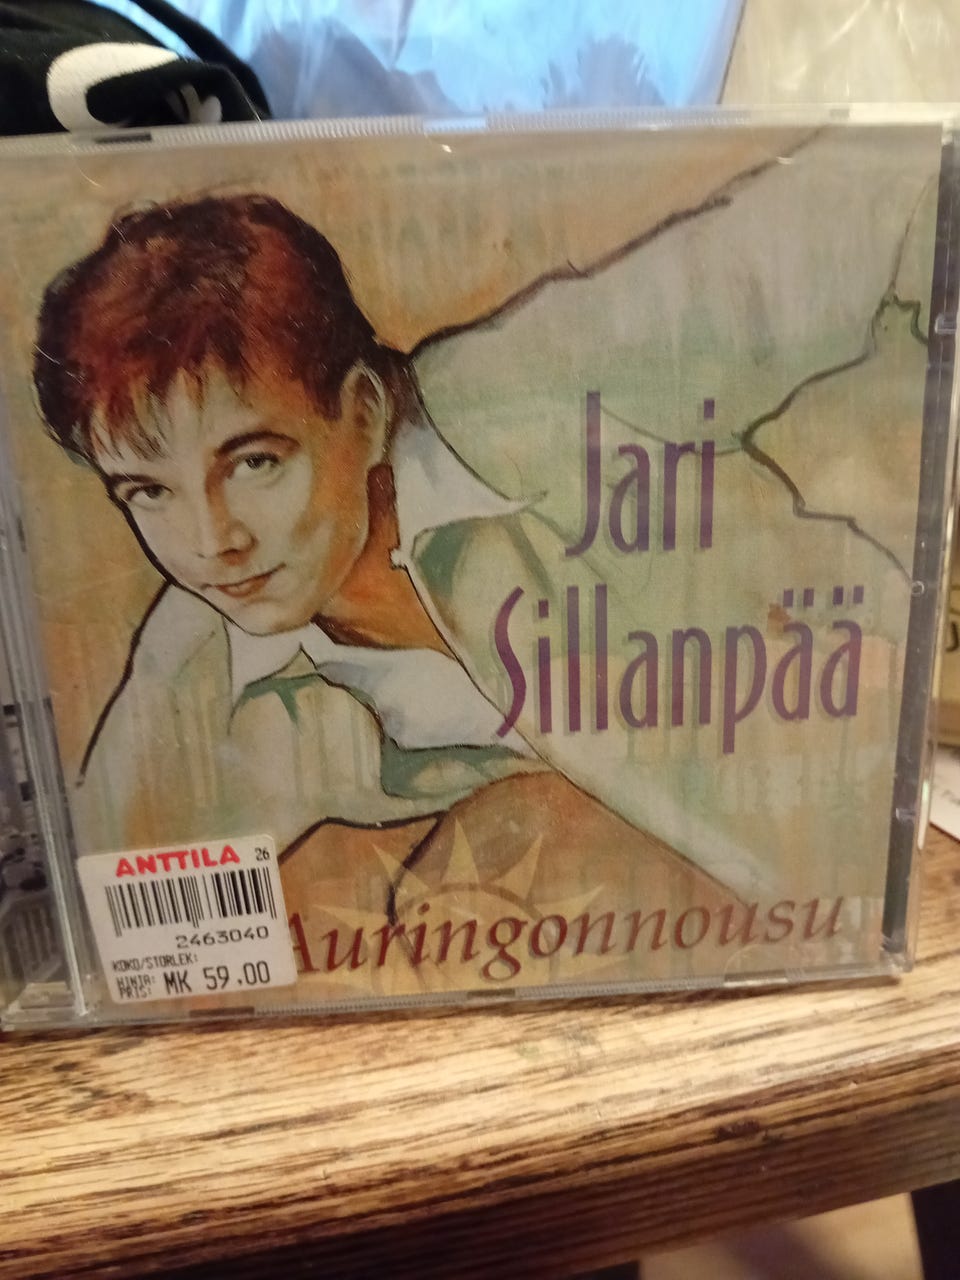 Jari
Sillanpää
Auringonnousu
ANTTILA 26
2463040
KOKO/STORLEK:
HINTA:
PRIS: MK 59.00